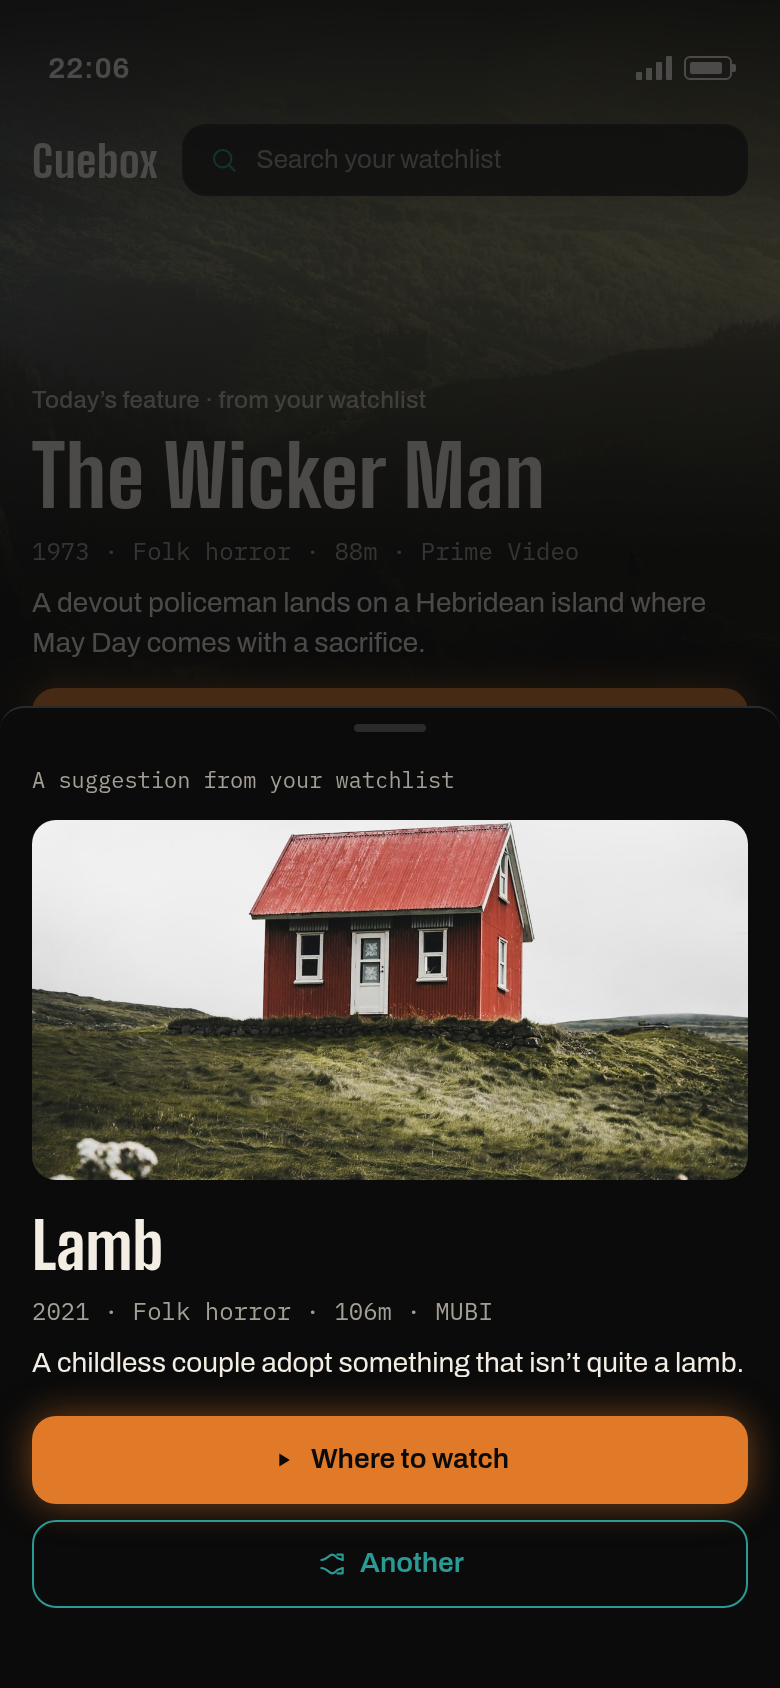 22:06
Cuebox
Search your watchlist
Today’s feature · from your watchlist
The Wicker Man
1973 · Folk horror · 88m · Prime Video
A devout policeman lands on a Hebridean island where
May Day comes with a sacrifice.
A suggestion from your watchlist
Lamb
2021 · Folk horror · 106m · MUBI
A childless couple adopt something that isn’t quite a lamb.
Where to watch
Another